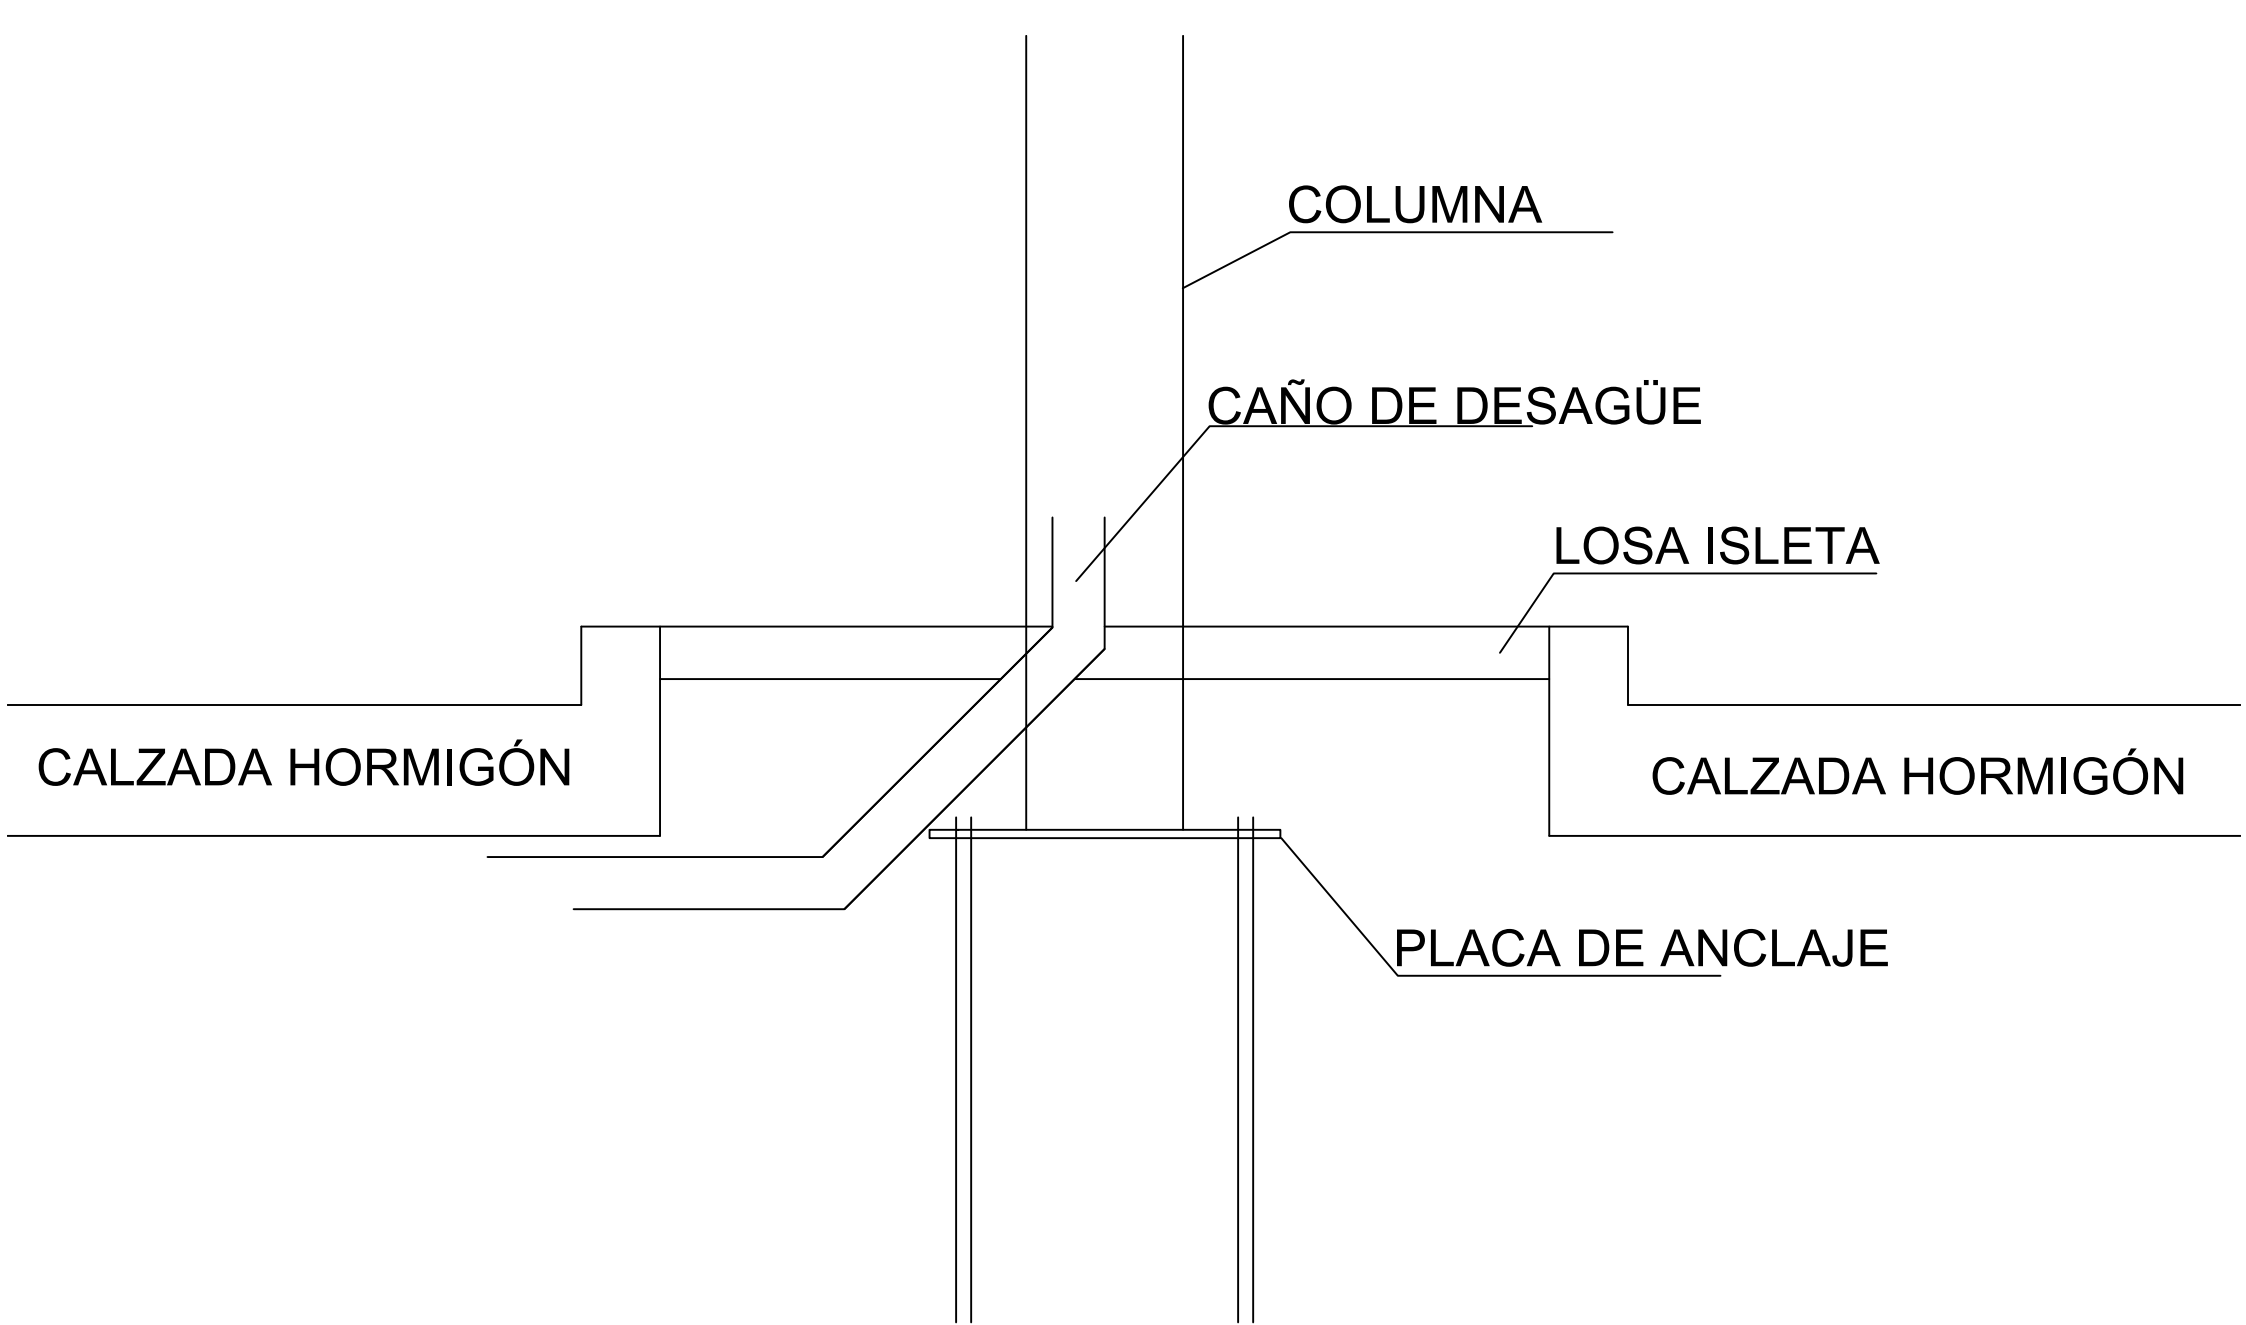 COLUMNA
CAÑO DE DESAGÜE
LOSA ISLETA
CALZADA HORMIGÓN
CALZADA HORMIGÓN
PLACA DE ANCLAJE